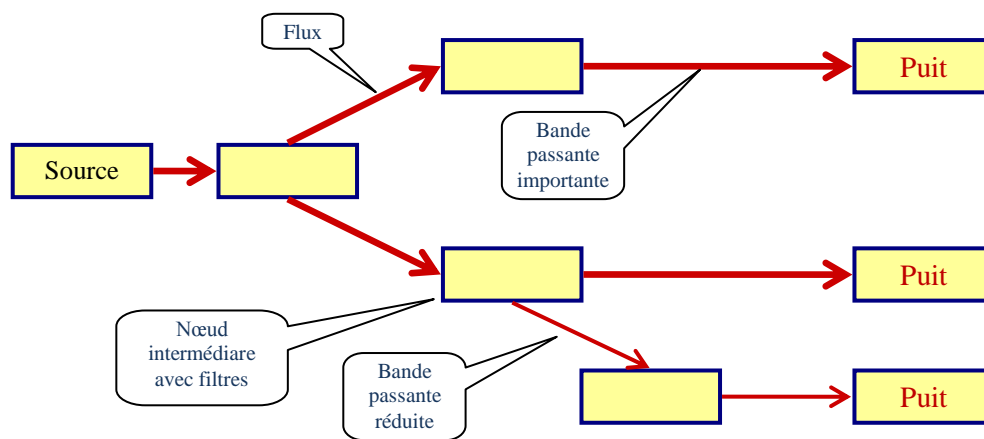 Flux
Puit
Bande
passante
importante
Source
Puit
Nœud
intermédiare
avec filtres
Bande
passante
réduite
Puit